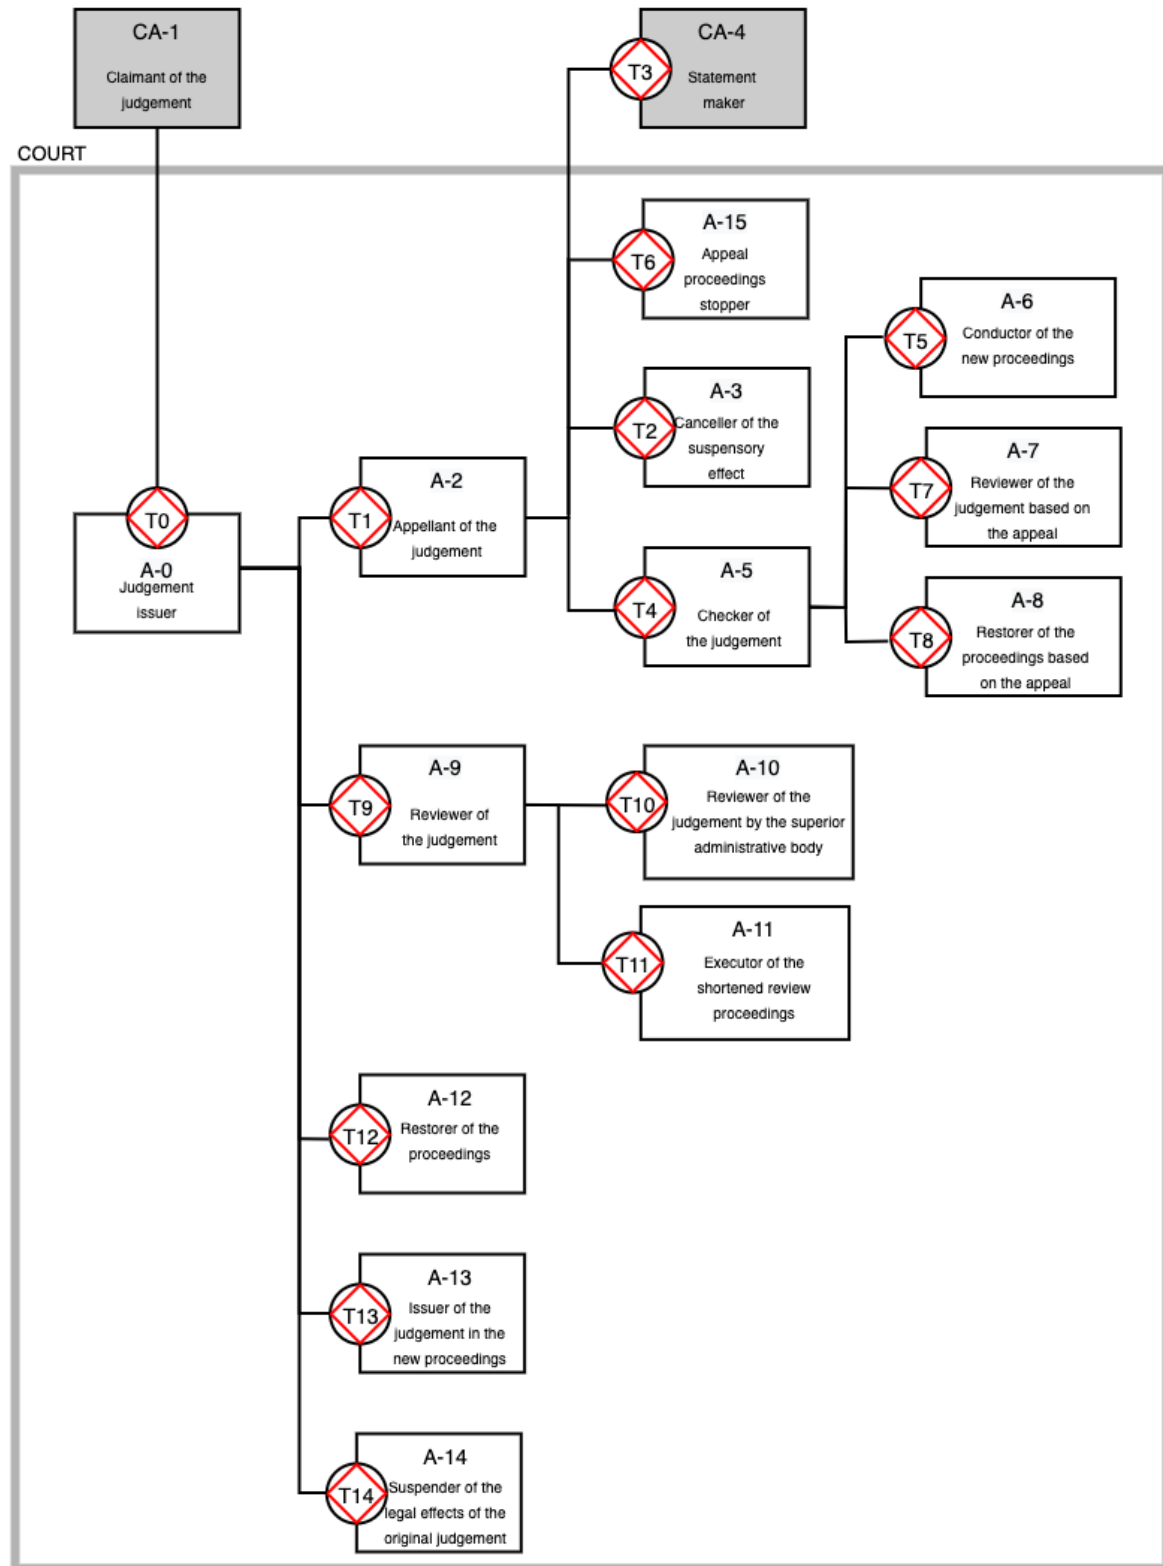 CA-1
Claimant of the
judgement
CA-4
T3
Statement
maker
COURT
A-15
T6
Appeal
proceedings
stopper
A-6
T5
Conductor of the
new proceedings
A-3
T2
Canceller of the
suspensory
effect
A-7
T7
Reviewer of the
judgement based on
the appeal
A-2
T1
Appellant of the
judgement
T0
A-0
Judgement
issuer
A-5
T4
Checker of
the judgement
A-8
T8
Restorer of the
proceedings based
on the appeal
A-9
T9
Reviewer of
the judgement
A-10
T10
Reviewer of the
judgement by the superior
administrative body
A-11
T11
Executor of the
shortened review
proceedings
A-12
T12
Restorer of the
proceedings
A-13
T13
Issuer of the
judgement in the
new proceedings
A-14
T14
Suspender of the
legal effects of the
original judgement